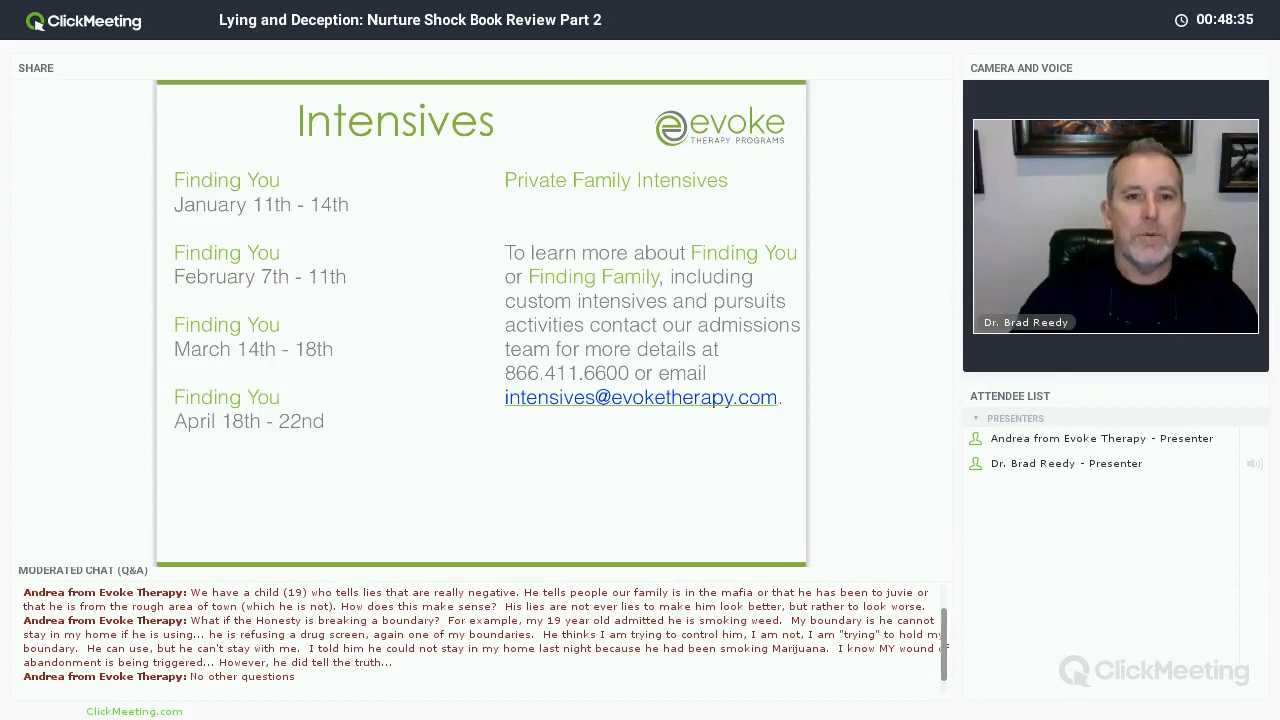 ClickMeeting
Lying and Deception: Nurture Shock Book Review Part 2
00:48:35
SHARE
Intensives
evoke
THERAPY PROGRAMS
Finding You
January 11th - 14th
Finding You
February 7th - 11th
Finding You
March 14th - 18th
Finding You
April 18th - 22nd
Private Family Intensives
To learn more about Finding You
or Finding Family, including
custom intensives and pursuits
activities contact our admissions
team for more details at
866.411.6600 or email
intensives@evoketherapy.com.
CAMERA AND VOICE
Dr. Brad Reedy
ATTENDEE LIST
PRESENTERS
Andrea from Evoke Therapy - Presenter
Dr. Brad Reedy - Presenter
MODERATED CHAT (Q&A)
Andrea from Evoke Therapy: We have a child (19) who tells lies that are really negative. He tells people our family is in the mafia or that he has been to juvie or
that he is from the rough area of town (which he is not). How does this make sense? His lies are not ever lies to make him look better, but rather to look worse.
Andrea from Evoke Therapy: What if the Honesty is breaking a boundary? For example, my 19 year old admitted he is smoking weed. My boundary is he cannot
stay in my home if he is using... he is refusing a drug screen, again one of my boundaries. He thinks I am trying to control him, I am not, I am "trying" to hold my
boundary. He can use, but he can't stay with me. I told him he could not stay in my home last night because he had been smoking Marijuana. I know MY wound of
abandonment is being triggered... However, he did tell the truth...
Andrea from Evoke Therapy: No other questions
ClickMeeting
ClickMeeting.com